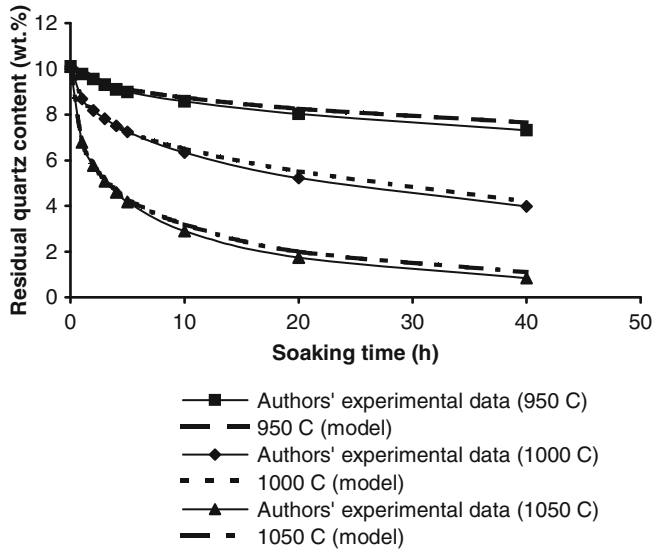 Residual quartz content (wt.%)
12
10
8
6
4
2
0
0
10
20
30
40
50
Soaking time (h)
Authors' experimental data (950 C)
950 C (model)
Authors' experimental data (1000 C)
1000 C (model)
Authors' experimental data (1050 C)
1050 C (model)